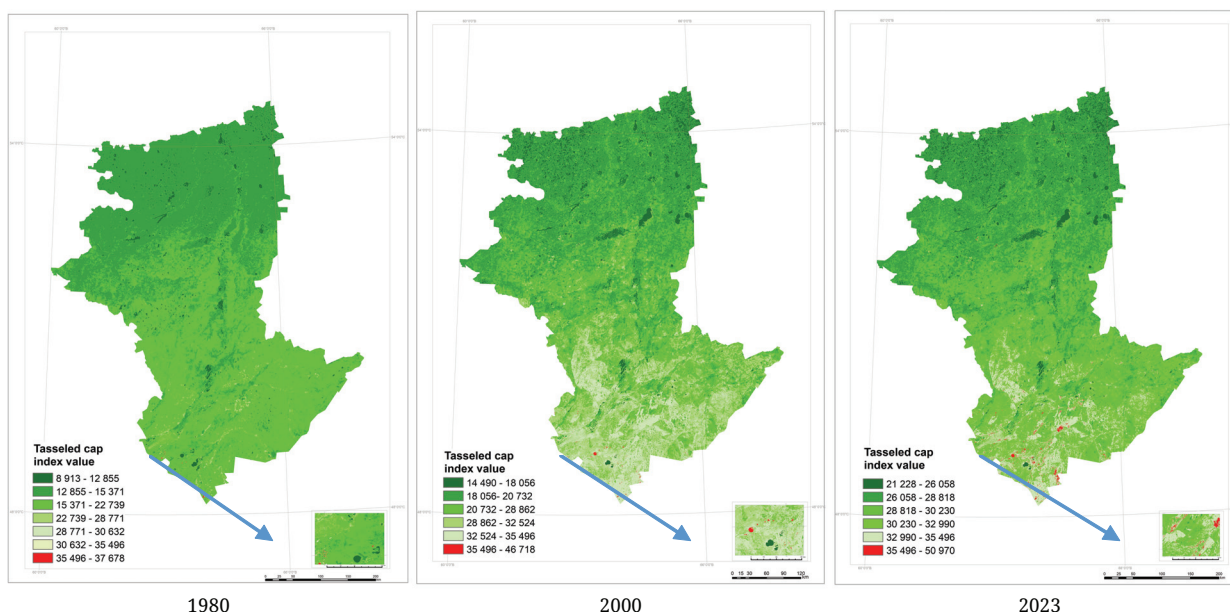 Tasseled cap
index value
8 913 - 12 855
12 855 - 15 371
15 371 - 22 739
22 739 - 28 771
28 771 - 30 632
30 632 - 35 496
35 496 - 37 678
1980
Tasseled cap
index value
14 490 - 18 056
18 056- 20 732
20 732 - 28 862
28 862 - 32 524
32 524 - 35 496
35 496 - 46 718
0 15 30 60 90 120
km
2000
Tasseled cap
index value
21 228 - 26 058
26 058 - 28 818
28 818 - 30 230
30 230 - 32 990
32 990 - 35 496
35 496 - 50 970
2023